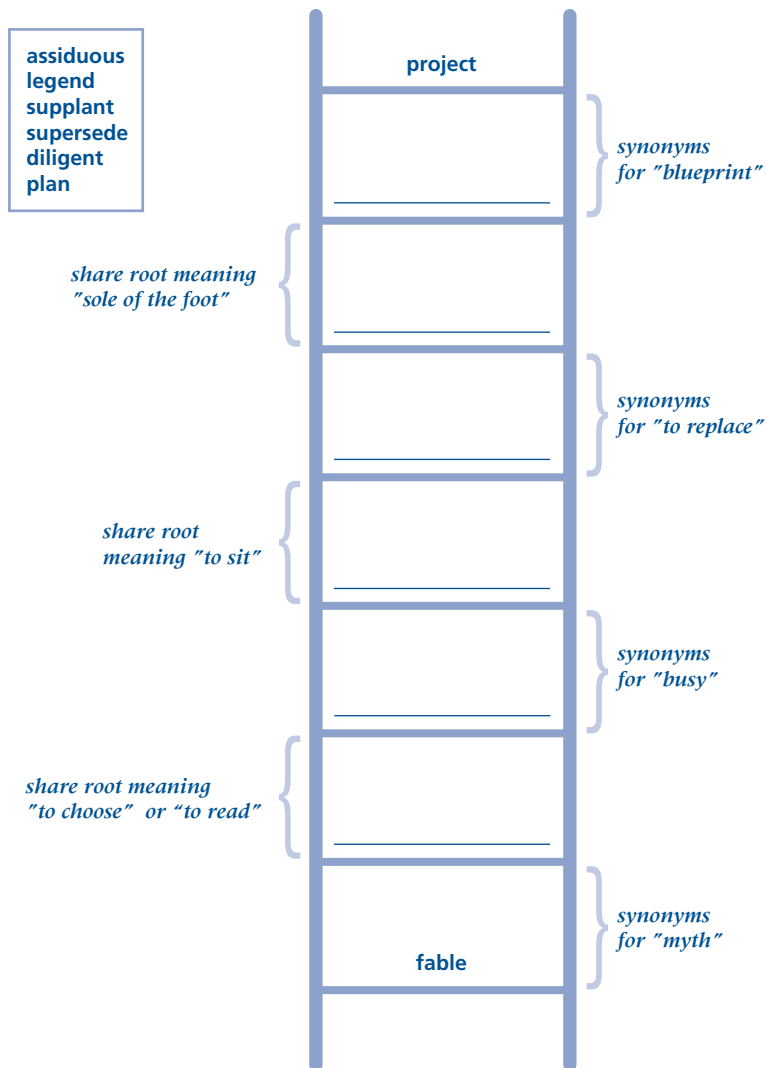 assiduous
legend
supplant
supersede
diligent
plan
project
synonyms
for "blueprint"
share root meaning
"sole of the foot"
synonyms
for "to replace"
share root
meaning "to sit"
synonyms
for "busy"
share root meaning
"to choose" or “to read”
synonyms
for "myth"
fable